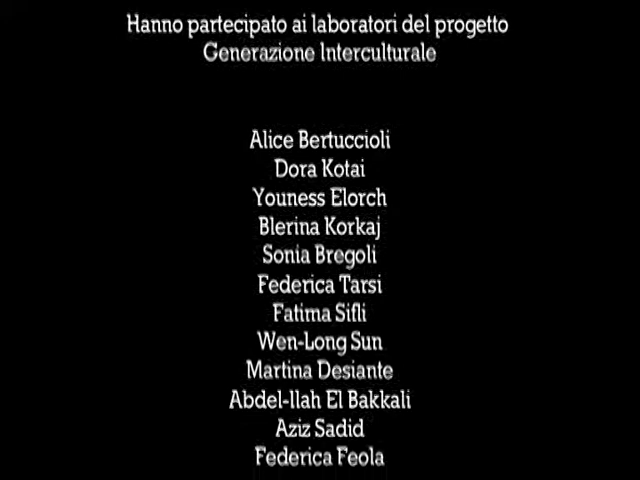 Hanno partecipato ai laboratori del progetto
Generazione Interculturale
Alice Bertuccioli
Dora Kotai
Youness Elorch
Blerina Korkaj
Sonia Bregoli
Federica Tarsi
Fatima Sifli
Wen-Long Sun
Martina Desiante
Abdel-Ilah El Bakkali
Aziz Sadid
Federica Feola